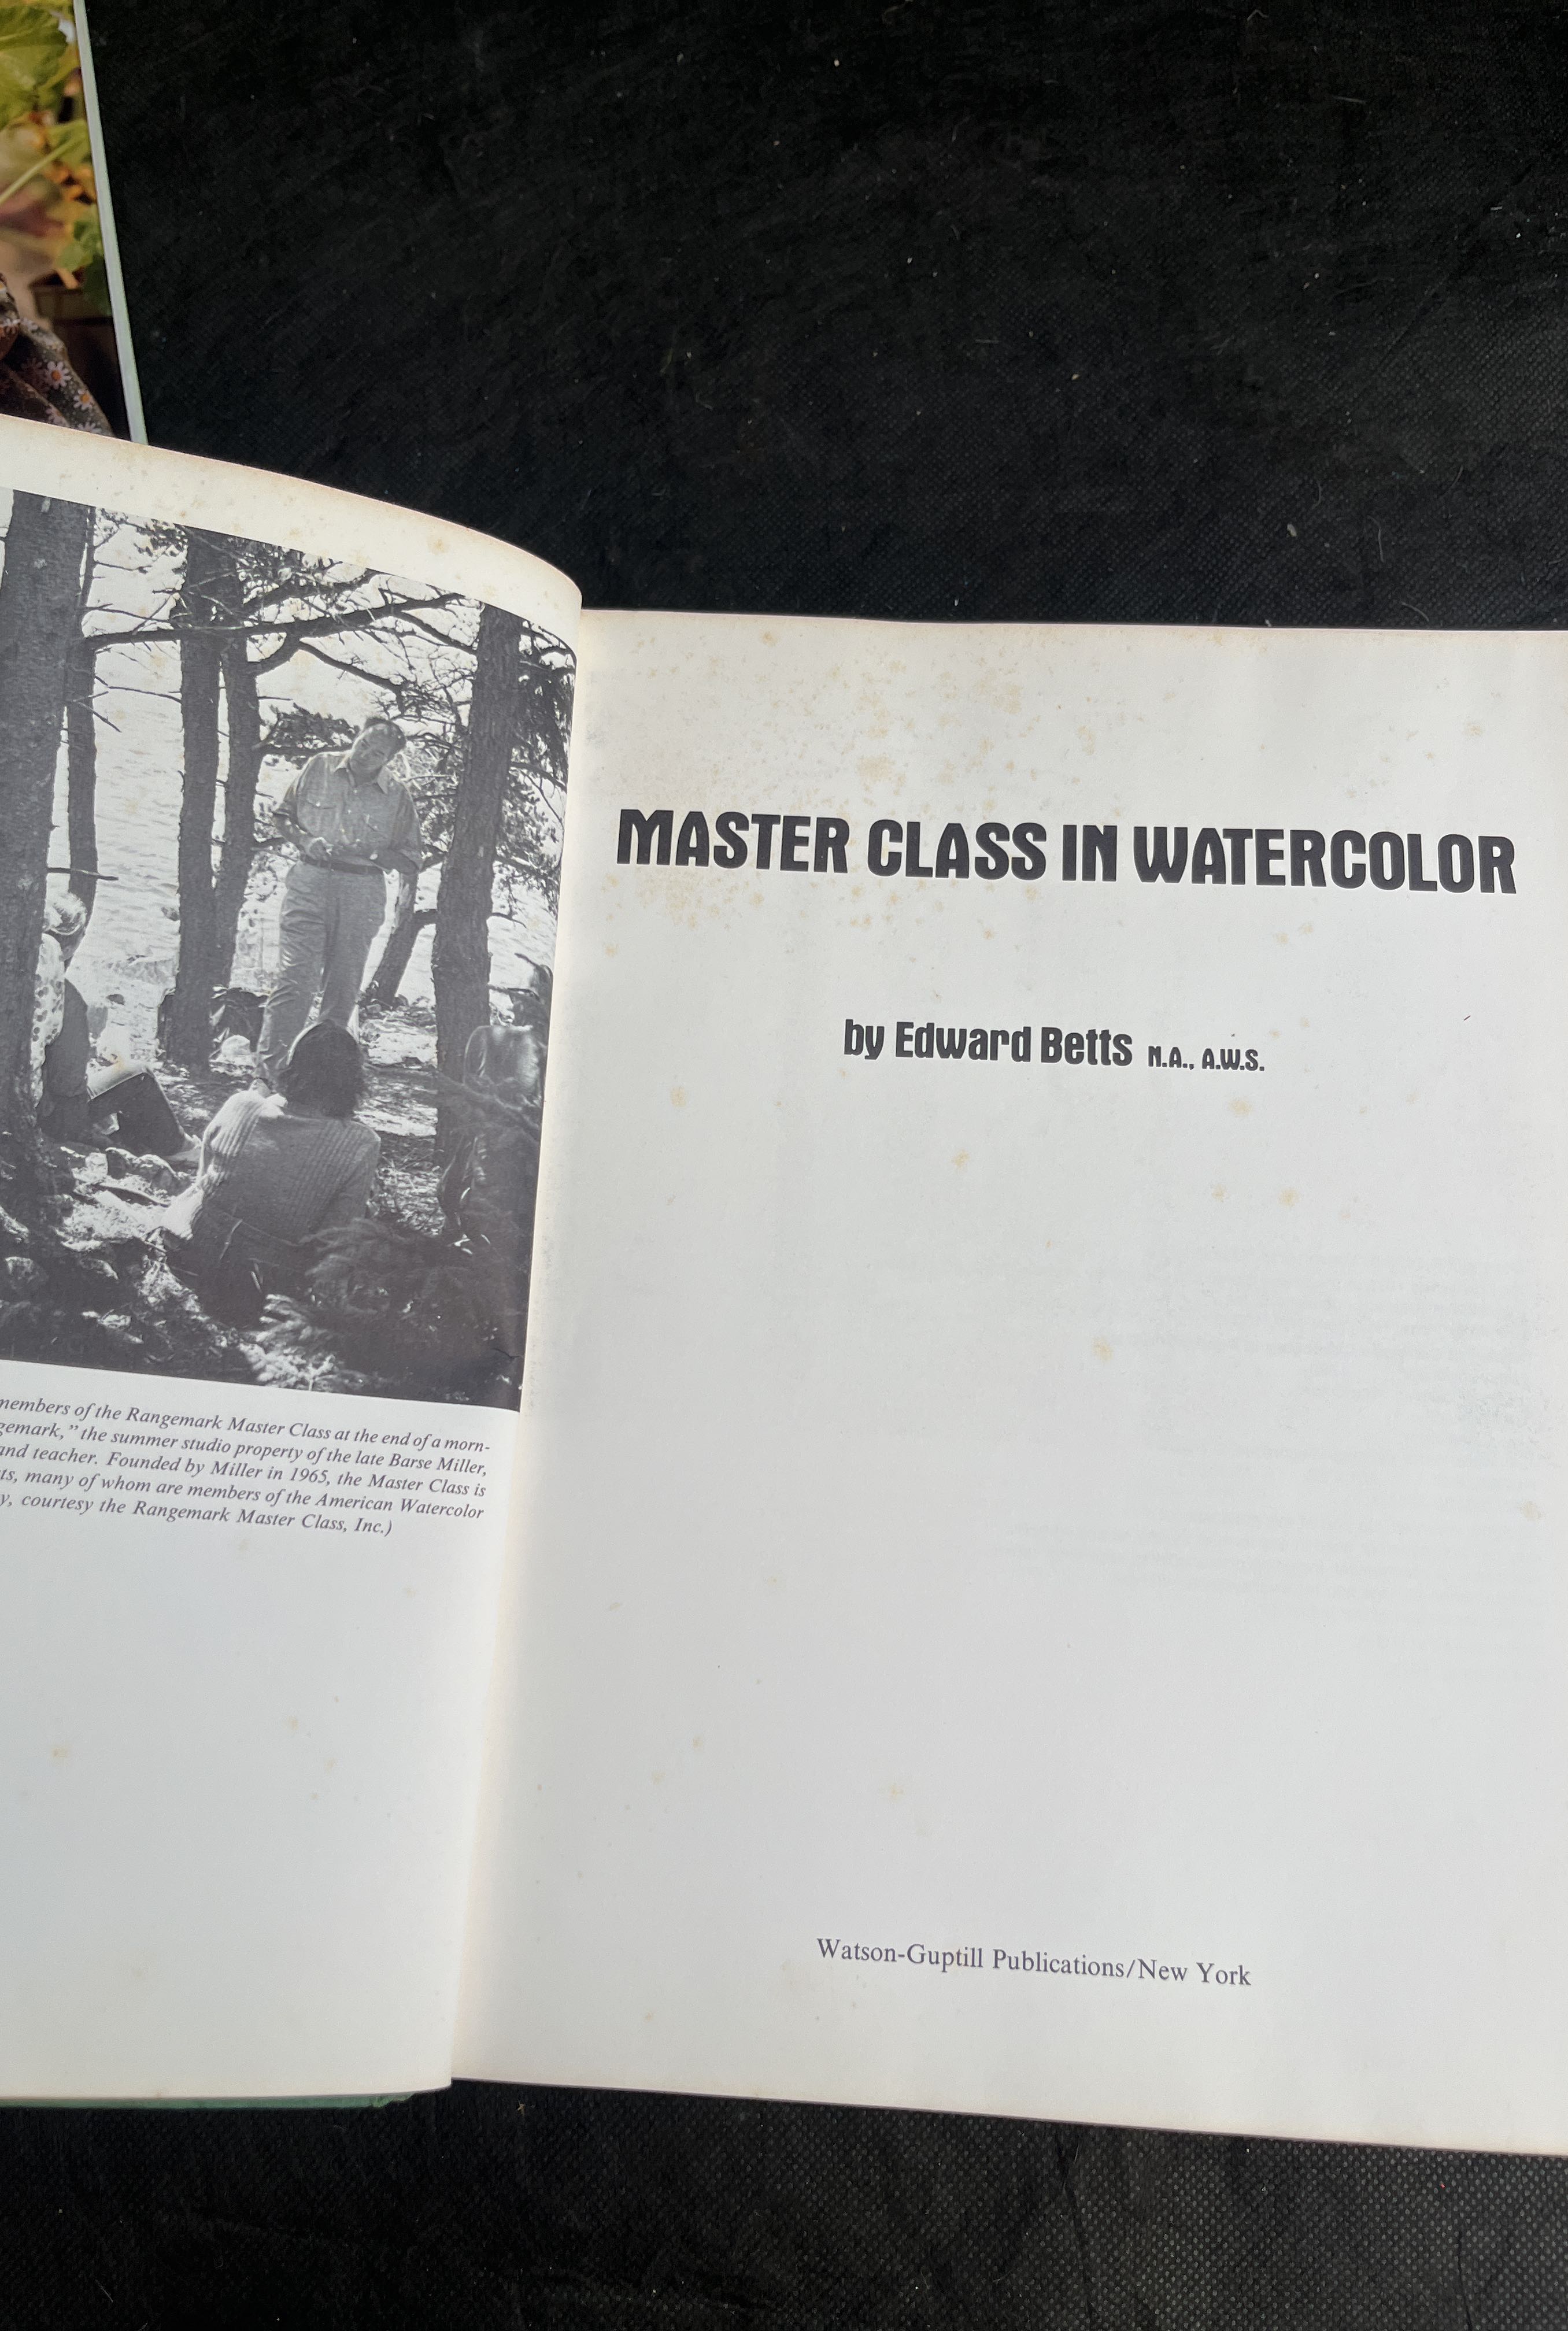 members of the Rangemark Master Class at the end of a morn-
gemark,” the summer studio property of the late Barse Miller,
and teacher. Founded by Miller in 1965, the Master Class is
ts, many of whom are members of the American Watercolor
y, courtesy the Rangemark Master Class, Inc.)
MASTER CLASS IN WATERCOLOR
by Edward Betts N.A., A.W.S.
Watson-Guptill Publications/New York